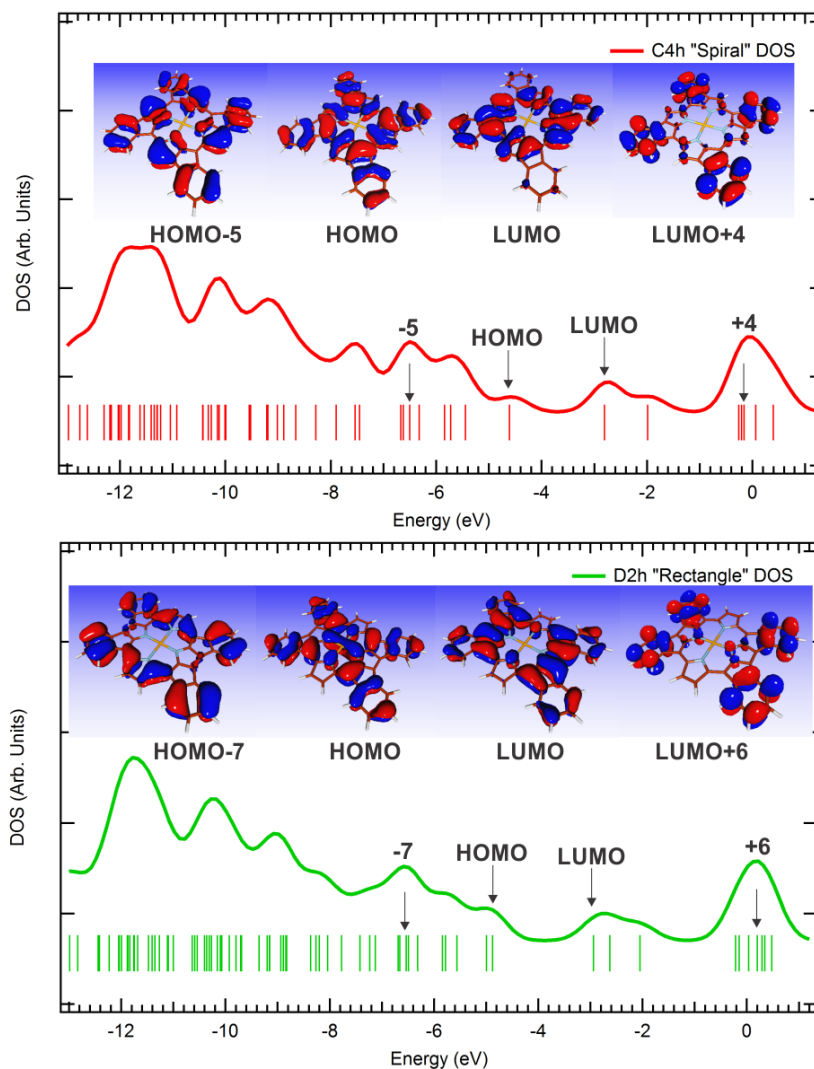 C4h "Spiral" DOS
HOMO-5 HOMO LUMO LUMO+4
DOS (Arb. Units)
-5 HOMO LUMO +4
-12 -10 -8 -6 -4 -2 0
Energy (eV)
D2h "Rectangle" DOS
HOMO-7 HOMO LUMO LUMO+6
DOS (Arb. Units)
-7 HOMO LUMO +6
-12 -10 -8 -6 -4 -2 0
Energy (eV)